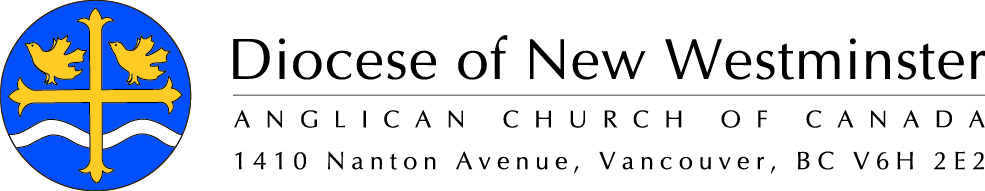 Diocese of New Westminster
ANGLICAN CHURCH OF CANADA
1410 Nanton Avenue, Vancouver, BC V6H 2E2